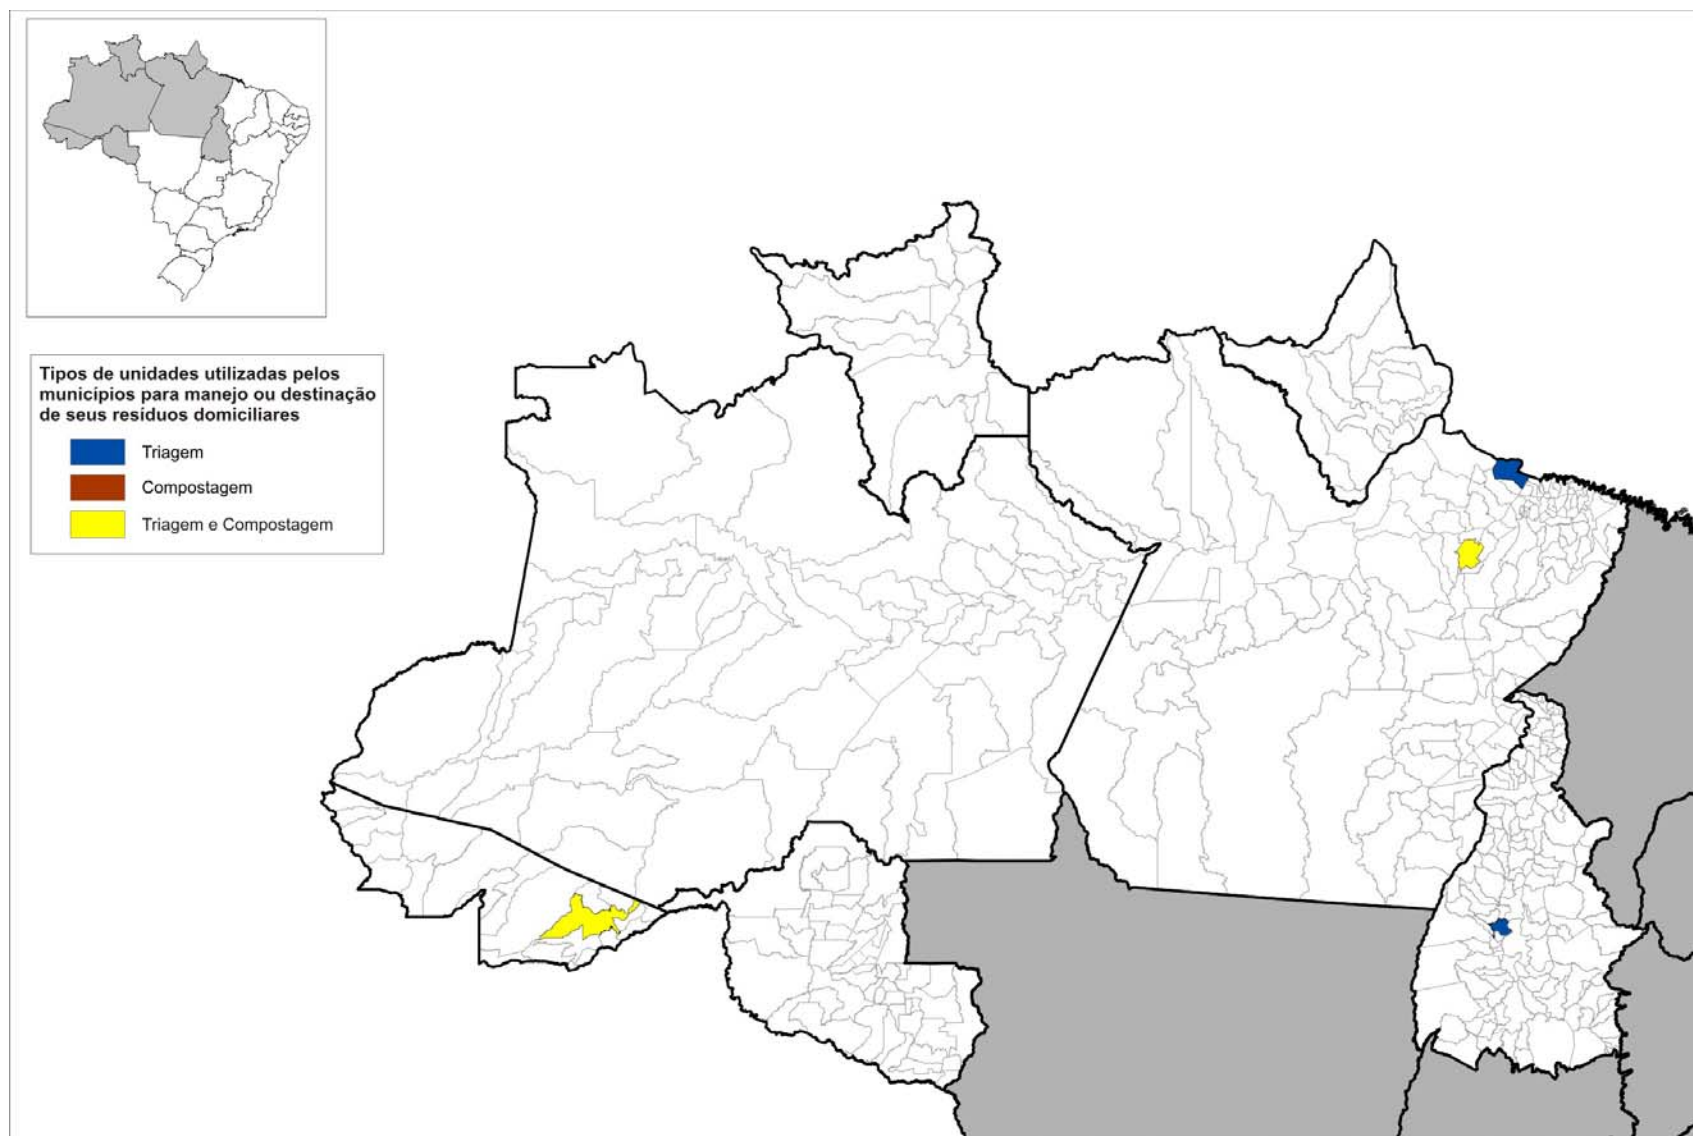 Tipos de unidades utilizadas pelos
municípios para manejo ou destinação
de seus resíduos domiciliares
Triagem
Compostagem
Triagem e Compostagem